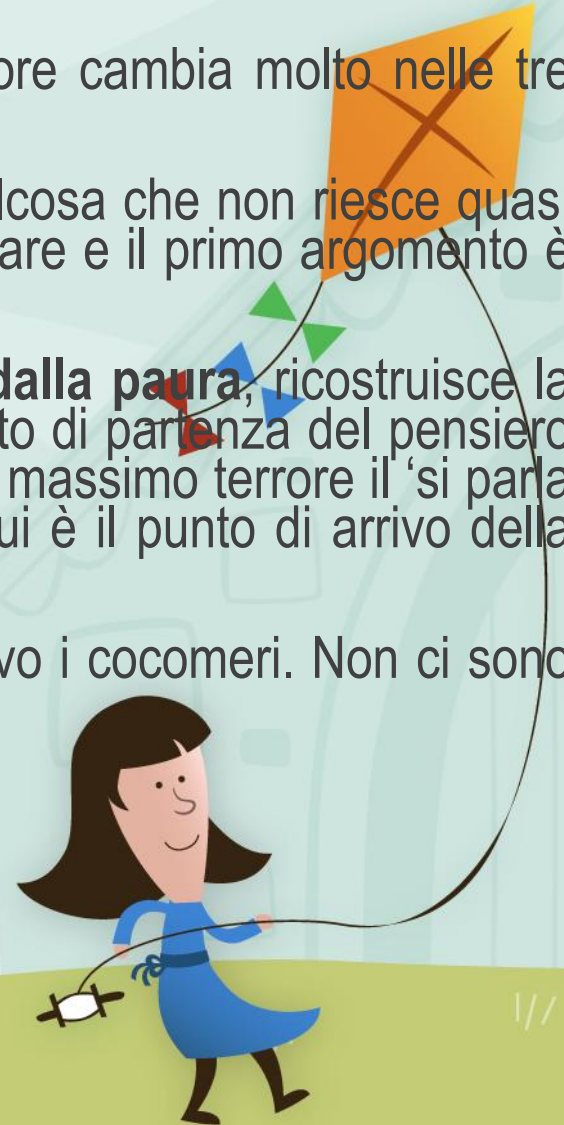 ore cambia molto nelle tre
lcosa che non riesce quas
are e il primo argomento è
dalla paura, ricostruisce la
to di partenza del pensiero
massimo terrore il ‘si parla
ui è il punto di arrivo della
vo i cocomeri. Non ci sono